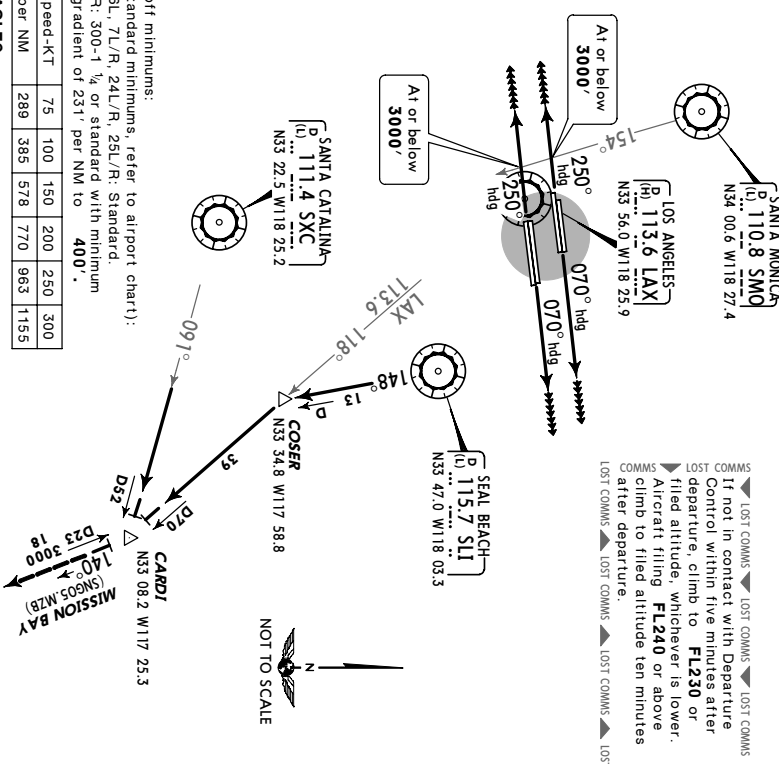 SANTA MONICA
D
(L) 110.8 SMO
N34 00.6 W118 27.4
154°
LOS ANGELES
D
(H) 113.6 LAX
N33 56.0 W118 25.9
At or below
3000'
At or below
3000'
250°
hdg
250°
hdg
070° hdg
070° hdg
LOST COMMS LOST COMMS LOST COMMS LOST COMMS
If not in contact with Departure
Control within five minutes after
departure, climb to FL230 or
filed altitude, whichever is lower.
Aircraft filing FL240 or above
climb to filed altitude ten minutes
after departure.
LOST COMMS
LOST COMMS LOST COMMS LOST COMMS LOS
SEAL BEACH
D
(L) 115.7 SLI
N33 47.0 W118 03.3
148°
D
13
COSER
N33 34.8 W117 58.8
LAX
113.6
118°
39
D70
SANTA CATALINA
D
(L) 111.4 SXC
N33 22.5 W118 25.2
091°
D52
CARDI
N33 08.2 W117 25.3
D23
140°
3000
18
MISSION BAY
(SNGO5.MZB)
N
NOT TO SCALE
off minimums:
tandard minimums, refer to airport chart):
6L, 7L/R, 24L/R, 25L/R: Standard.
R: 300-1 1/4 or standard with minimum
gradient of 231' per NM to 400'.
peed-KT 75 100 150 200 250 300
per NM 289 385 578 770 963 1155